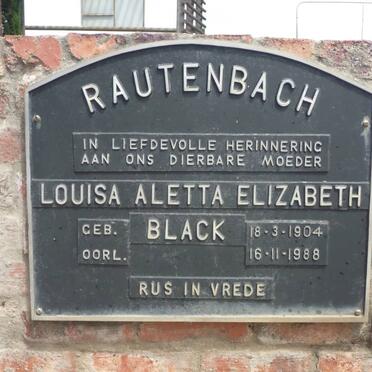 RAUTENBACH
IN LIEFDEVOLLE HERINNERING
AAN ONS DIERBARE MOEDER
LOUISA ALETTA ELIZABETH
GEB. BLACK 18-3-1904
OORL. 16-11-1988
RUS IN VREDE